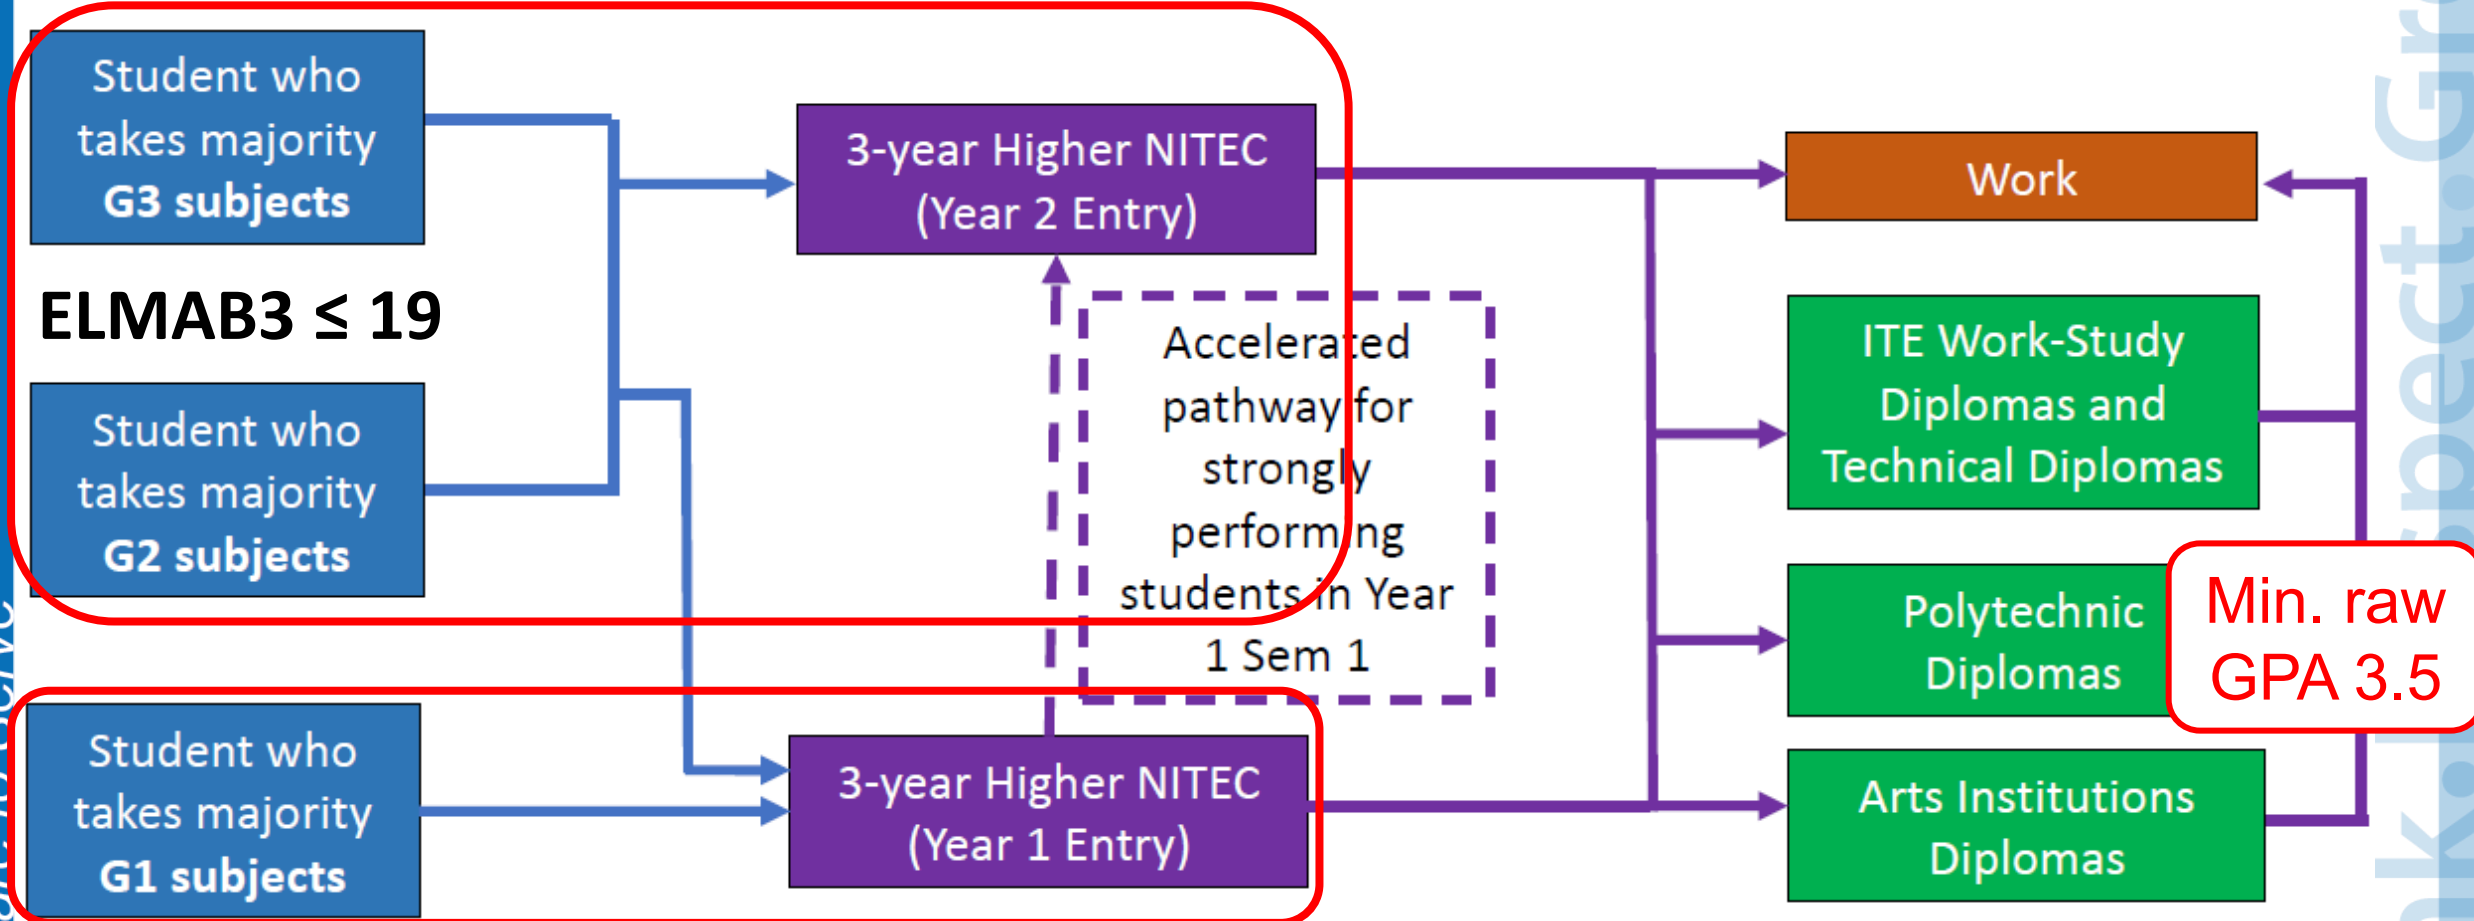 Student who
takes majority
G3 subjects
ELMAB3 ≤ 19
Student who
takes majority
G2 subjects
Student who
takes majority
G1 subjects
3-year Higher NITEC
(Year 2 Entry)
Accelerated
pathway for
strongly
performing
students in Year
1 Sem 1
3-year Higher NITEC
(Year 1 Entry)
Work
ITE Work-Study
Diplomas and
Technical Diplomas
Polytechnic
Diplomas
Min. raw
GPA 3.5
Arts Institutions
Diplomas